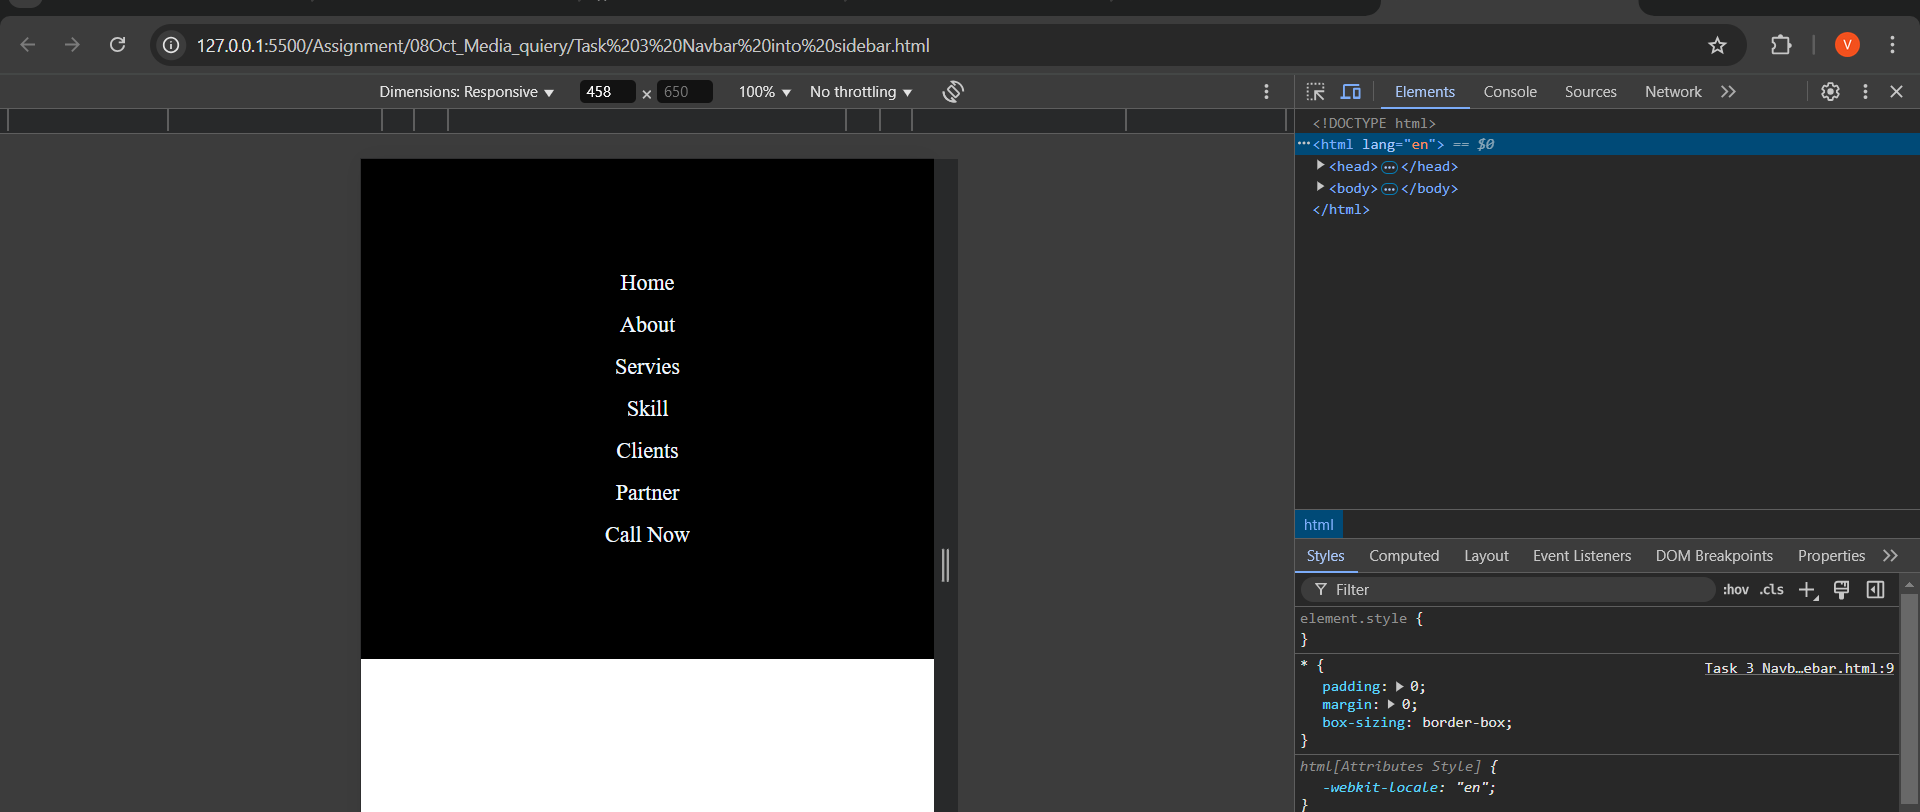 127.0.0.1:5500/Assignment/08Oct_Media_quiery/Task%203%20Navbar%20into%20sidebar.html
V
Dimensions: Responsive 458 × 650 100% No throttling
Elements Console Sources Network
<!DOCTYPE html>
<html lang="en"> == $0
<head> </head>
<body> </body>
</html>
Home
About
Servies
Skill
Clients
Partner
Call Now
html
Styles Computed Layout Event Listeners DOM Breakpoints Properties
Filter :hov .cls
element.style {
}
* { Task 3 Navb…ebar.html:9
padding: 0;
margin: 0;
box-sizing: border-box;
}
html[Attributes Style] {
-webkit-locale: "en";
}